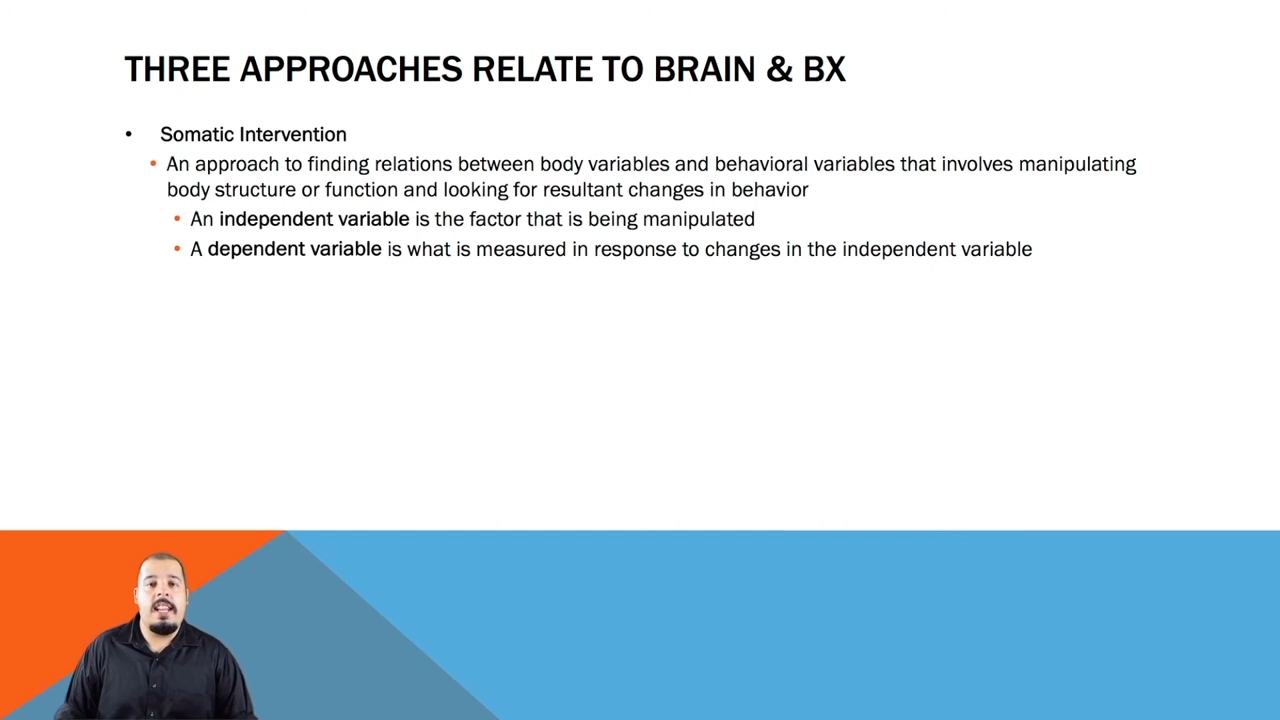 THREE APPROACHES RELATE TO BRAIN & BX
• Somatic Intervention
• An approach to finding relations between body variables and behavioral variables that involves manipulating
body structure or function and looking for resultant changes in behavior
• An independent variable is the factor that is being manipulated
• A dependent variable is what is measured in response to changes in the independent variable